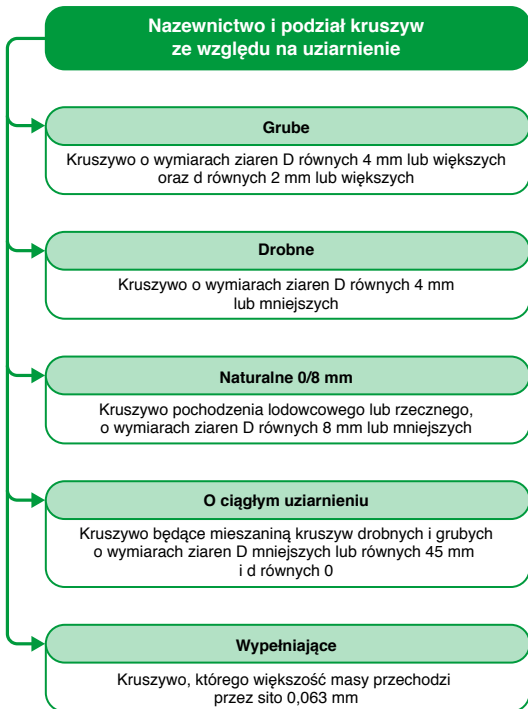 Nazewnictwo i podział kruszyw
ze względu na uziarnienie
Grube
Kruszywo o wymiarach ziaren D równych 4 mm lub większych
oraz d równych 2 mm lub większych
Drobne
Kruszywo o wymiarach ziaren D równych 4 mm
lub mniejszych
Naturalne 0/8 mm
Kruszywo pochodzenia lodowcowego lub rzecznego,
o wymiarach ziaren D równych 8 mm lub mniejszych
O ciągłym uziarnieniu
Kruszywo będące mieszaniną kruszyw drobnych i grubych
o wymiarach ziaren D mniejszych lub równych 45 mm
i d równych 0
Wypełniające
Kruszywo, którego większość masy przechodzi
przez sito 0,063 mm